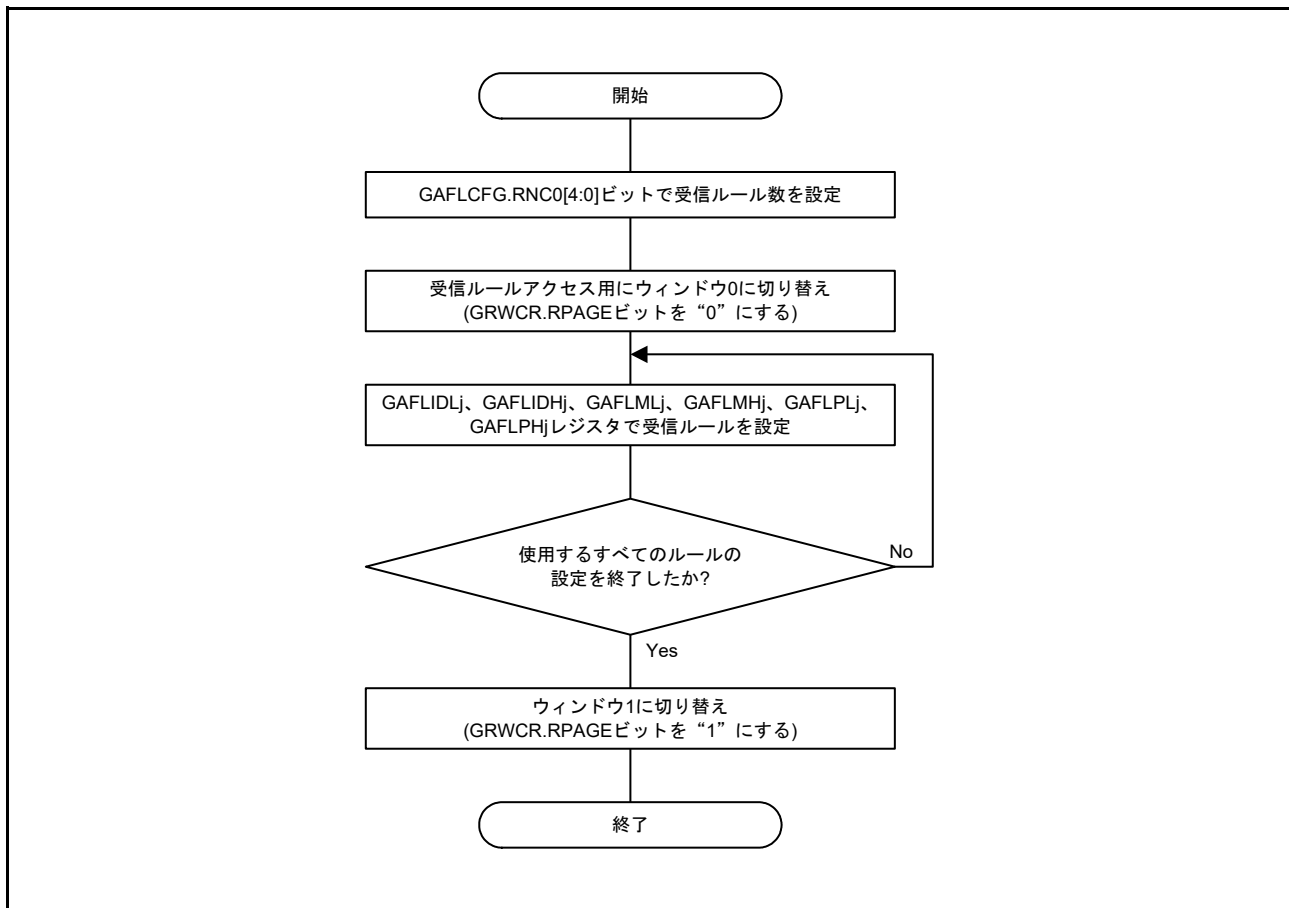 開始
GAFLCFG.RNC0[4:0]ビットで受信ルール数を設定
受信ルールアクセス用にウィンドウ0に切り替え
(GRWCR.RPAGEビットを“0”にする)
GAFLIDLj、GAFLIDHj、GAFLMLj、GAFLMHj、GAFLPLj、
GAFLPHjレジスタで受信ルールを設定
使用するすべてのルールの
設定を終了したか?
No
Yes
ウィンドウ1に切り替え
(GRWCR.RPAGEビットを“1”にする)
終了